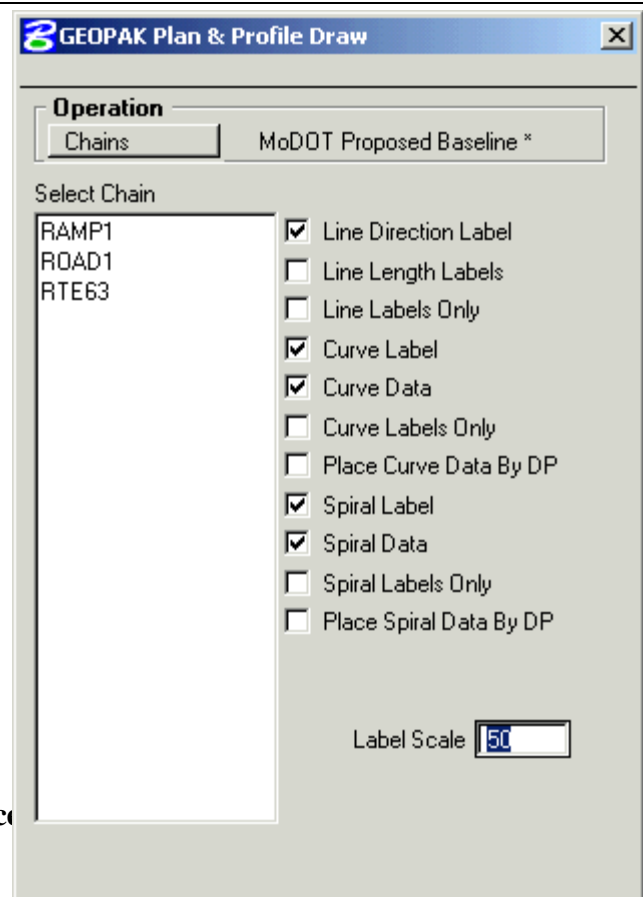 GEOPAK Plan & Profile Draw
Operation
Chains MoDOT Proposed Baseline *
Select Chain
RAMP1
ROAD1
RTE63
Line Direction Label
Line Length Labels
Line Labels Only
Curve Label
Curve Data
Curve Labels Only
Place Curve Data By DP
Spiral Label
Spiral Data
Spiral Labels Only
Place Spiral Data By DP
Label Scale 50